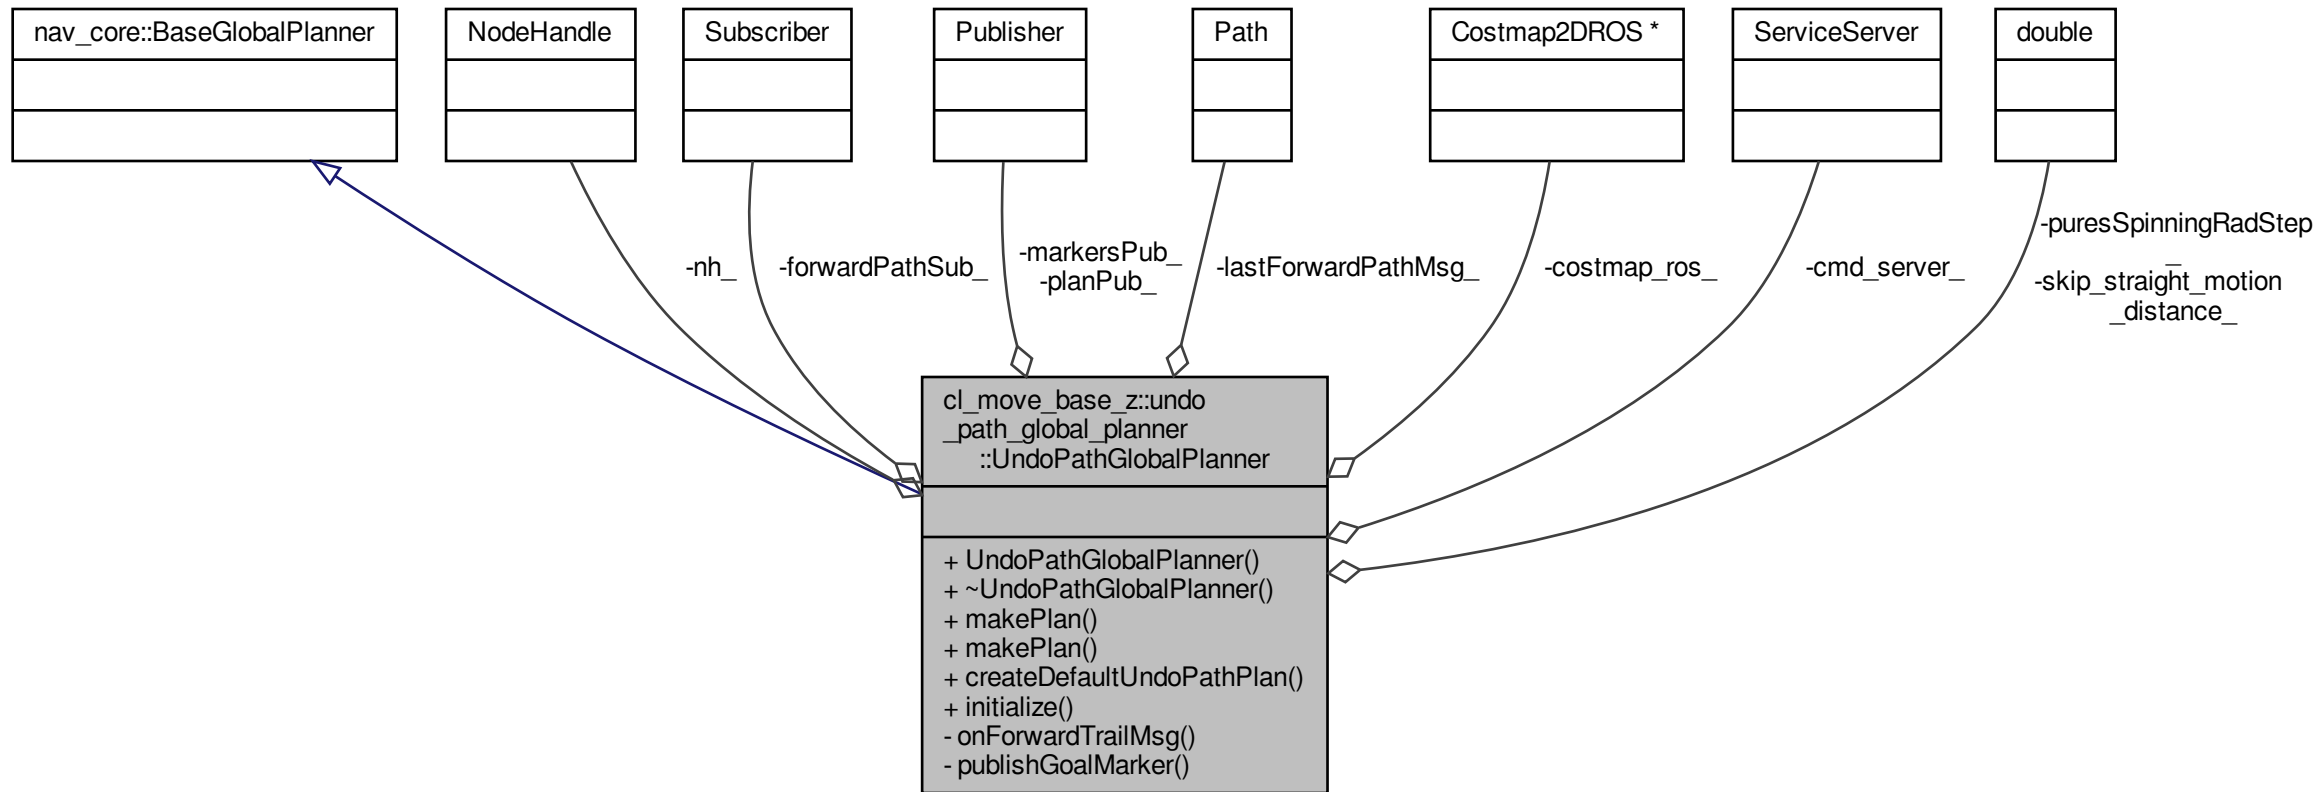 nav_core::BaseGlobalPlanner
NodeHandle
Subscriber
Publisher
Path
Costmap2DROS *
ServiceServer
double
-nh_
-forwardPathSub_
-markersPub_
-planPub_
-lastForwardPathMsg_
-costmap_ros_
-cmd_server_
-puresSpinningRadStep
_
-skip_straight_motion
_distance_
cl_move_base_z::undo
_path_global_planner
::UndoPathGlobalPlanner
+ UndoPathGlobalPlanner()
+ ~UndoPathGlobalPlanner()
+ makePlan()
+ makePlan()
+ createDefaultUndoPathPlan()
+ initialize()
- onForwardTrailMsg()
- publishGoalMarker()